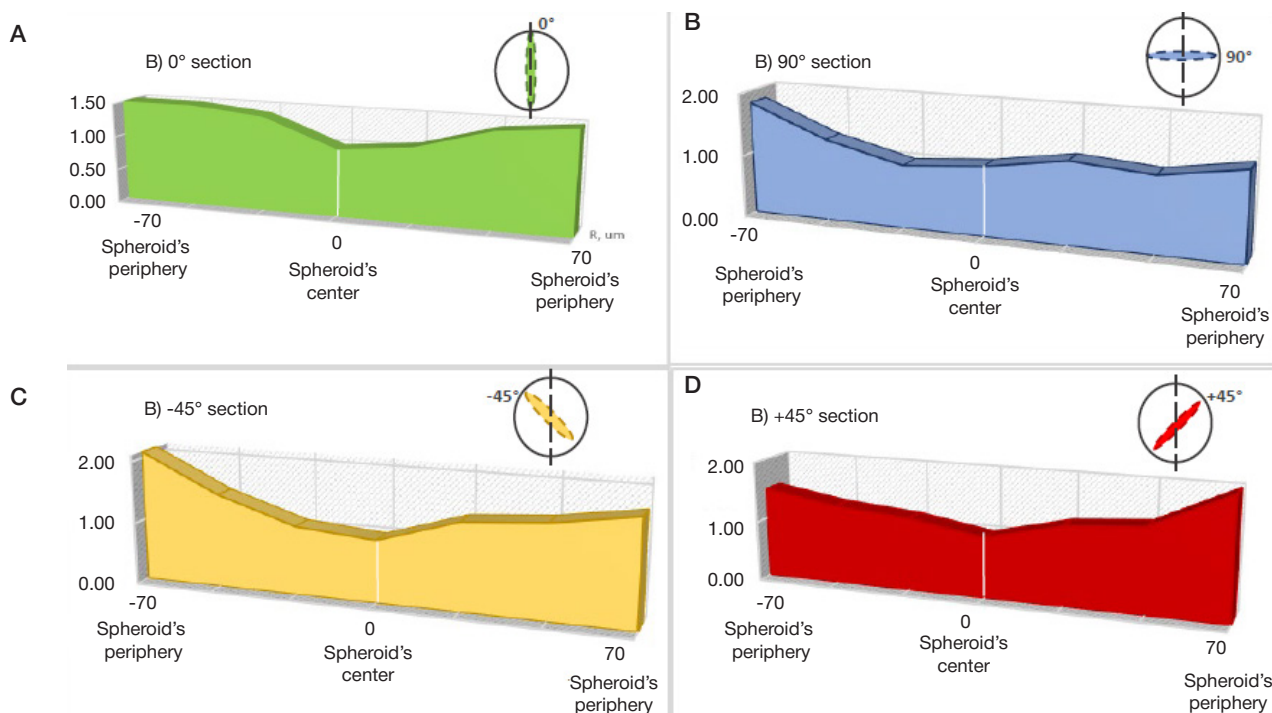 A
B) 0° section
0°
1.50
1.00
0.50
0.00
-70
Spheroid's
periphery
0
Spheroid's
center
R, um
70
Spheroid's
periphery
B
B) 90° section
90°
2.00
1.00
0.00
-70
Spheroid's
periphery
0
Spheroid's
center
70
Spheroid's
periphery
C
B) -45° section
-45°
2.00
1.00
0.00
-70
Spheroid's
periphery
0
Spheroid's
center
70
Spheroid's
periphery
D
B) +45° section
+45°
2.00
1.00
0.00
-70
Spheroid's
periphery
0
Spheroid's
center
70
Spheroid's
periphery